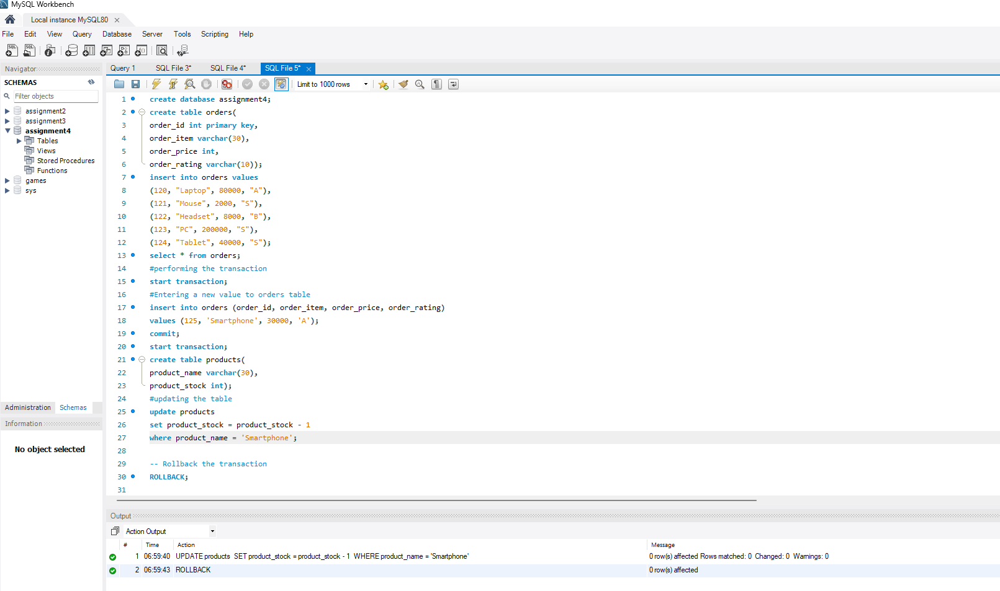 MySQL Workbench
Local instance MySQL80
File Edit View Query Database Server Tools Scripting Help
Navigator
SCHEMAS
Filter objects
assignment2
assignment3
assignment4
Tables
Views
Stored Procedures
Functions
games
sys
Administration Schemas
Information
No object selected
Query 1 SQL File 3* SQL File 4* SQL File 5*
Limit to 1000 rows
1 create database assignment4;
2 create table orders(
3 order_id int primary key,
4 order_item varchar(30),
5 order_price int,
6 order_rating varchar(10));
7 insert into orders values
8 (120, "Laptop", 80000, "A"),
9 (121, "Mouse", 2000, "S"),
10 (122, "Headset", 8000, "B"),
11 (123, "PC", 200000, "S"),
12 (124, "Tablet", 40000, "S");
13 select * from orders;
14 #performing the transaction
15 start transaction;
16 #Entering a new value to orders table
17 insert into orders (order_id, order_item, order_price, order_rating)
18 values (125, 'Smartphone', 30000, 'A');
19 commit;
20 start transaction;
21 create table products(
22 product_name varchar(30),
23 product_stock int);
24 #updating the table
25 update products
26 set product_stock = product_stock - 1
27 where product_name = 'Smartphone';
28
29 -- Rollback the transaction
30 ROLLBACK;
31
Output
Action Output
# Time Action Message
1 06:59:40 UPDATE products SET product_stock = product_stock - 1 WHERE product_name = 'Smartphone' 0 row(s) affected Rows matched: 0 Changed: 0 Warnings: 0
2 06:59:43 ROLLBACK 0 row(s) affected